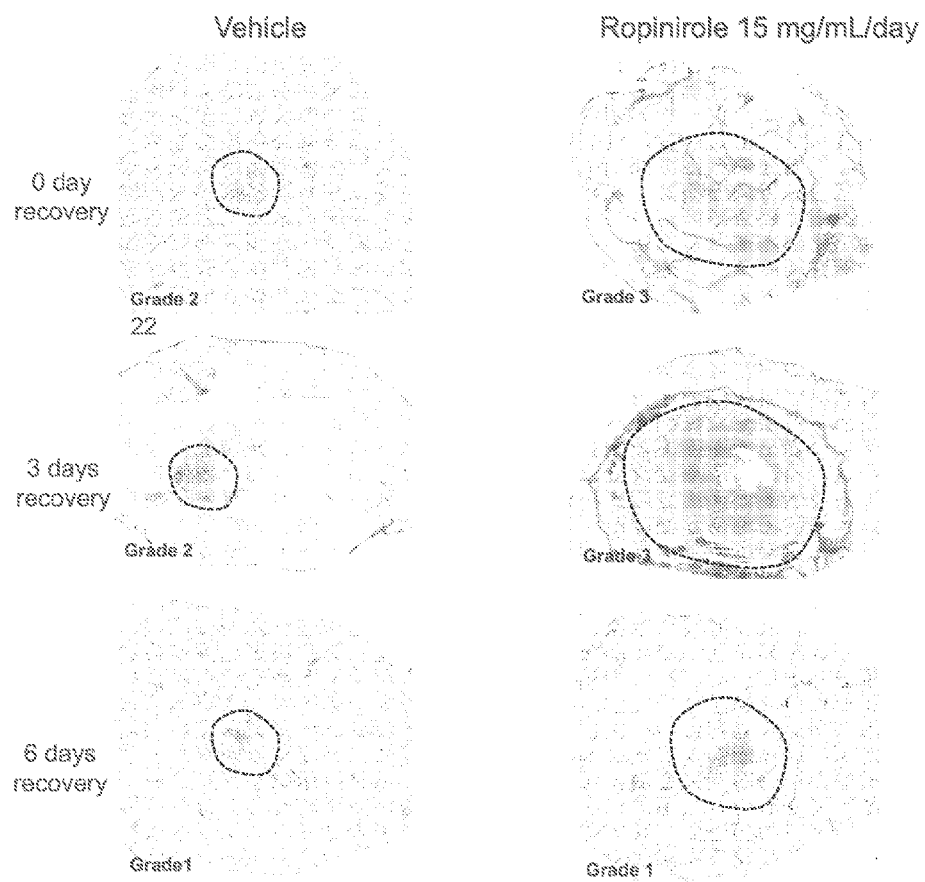 Vehicle
Ropinirole 15 mg/mL/day
0 day
recovery
Grade 2
Grade 3
22
3 days
recovery
Grade 2
Grade 3
6 days
recovery
Grade1
Grade 1